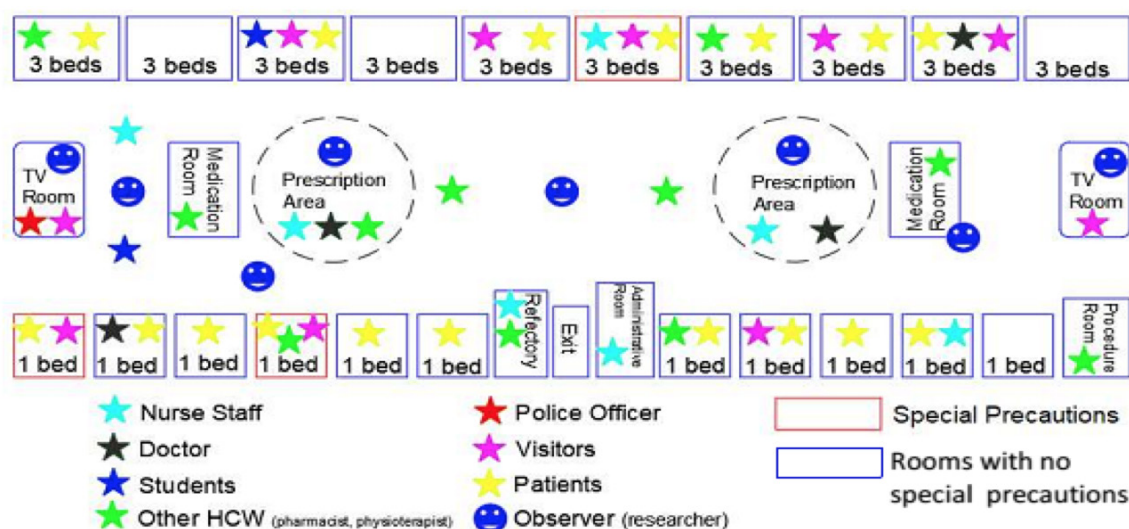 3 beds
3 beds
3 beds
3 beds
3 beds
3 beds
3 beds
3 beds
3 beds
3 beds
TV
Room
Medication
Room
Prescription
Area
Prescription
Area
Medication
Room
TV
Room
1 bed
1 bed
1 bed
1 bed
1 bed
1 bed
Refectory
Exit
Administrative
Room
1 bed
1 bed
1 bed
1 bed
1 bed
Procedure
Room
Nurse Staff
Doctor
Students
Other HCW (pharmacist, physioterapist)
Police Officer
Visitors
Patients
Observer (researcher)
Special Precautions
Rooms with no
special precautions